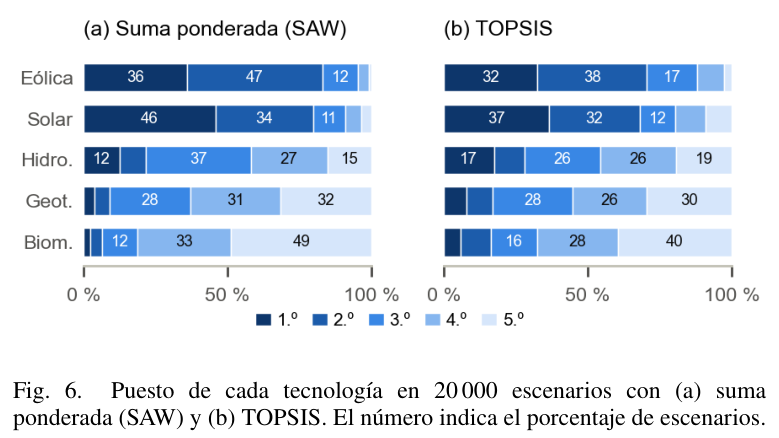 (a) Suma ponderada (SAW)
(b) TOPSIS
Eólica 36 47 12 32 38 17
Solar 46 34 11 37 32 12
Hidro. 12 37 27 15 17 26 26 19
Geot. 28 31 32 28 26 30
Biom. 12 33 49 16 28 40
0 % 50 % 100 % 0 % 50 % 100 %
1.º 2.º 3.º 4.º 5.º
Fig. 6. Puesto de cada tecnología en 20 000 escenarios con (a) suma
ponderada (SAW) y (b) TOPSIS. El número indica el porcentaje de escenarios.